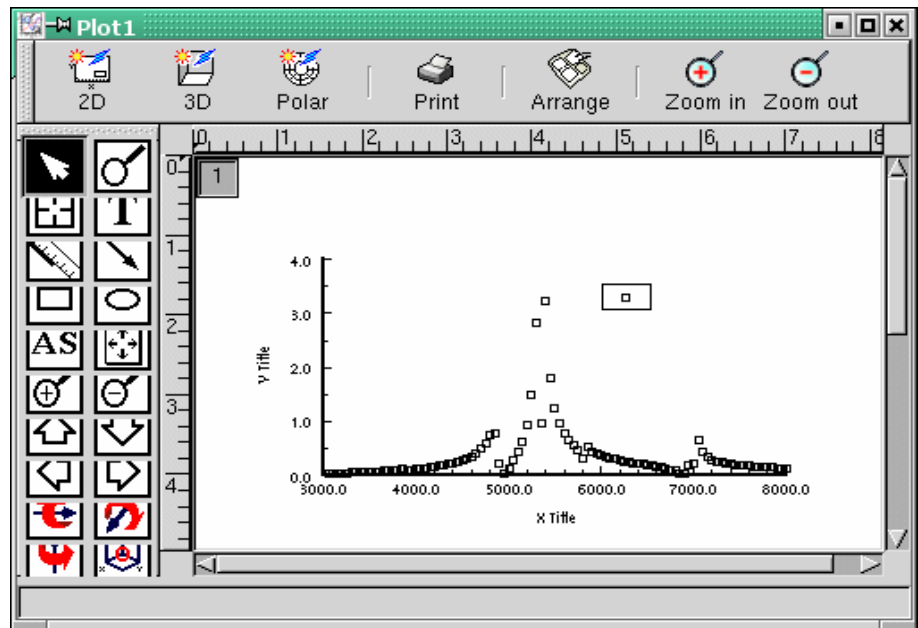 Plot1
2D 3D Polar Print Arrange Zoom in Zoom out
0 1 2 3 4 5 6 7 8
0
1
2
3
4
T
AS
1
4.0
3.0
2.0
1.0
0.0
Y Title
3000.0 4000.0 5000.0 6000.0 7000.0 8000.0
X Title